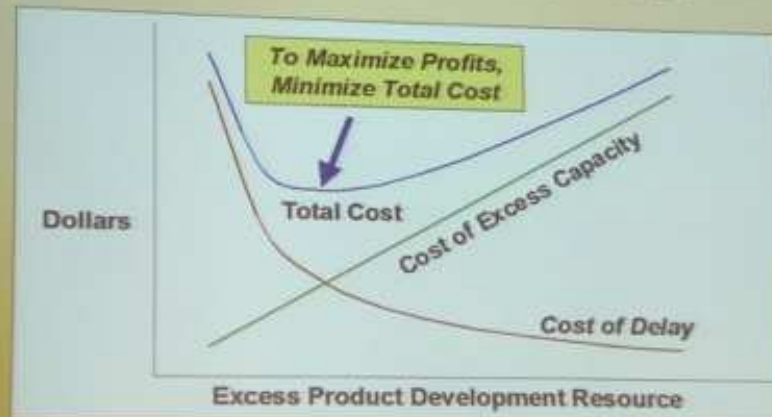 To Maximize Profits,
Minimize Total Cost
Dollars
Total Cost
Cost of Excess Capacity
Cost of Delay
Excess Product Development Resource